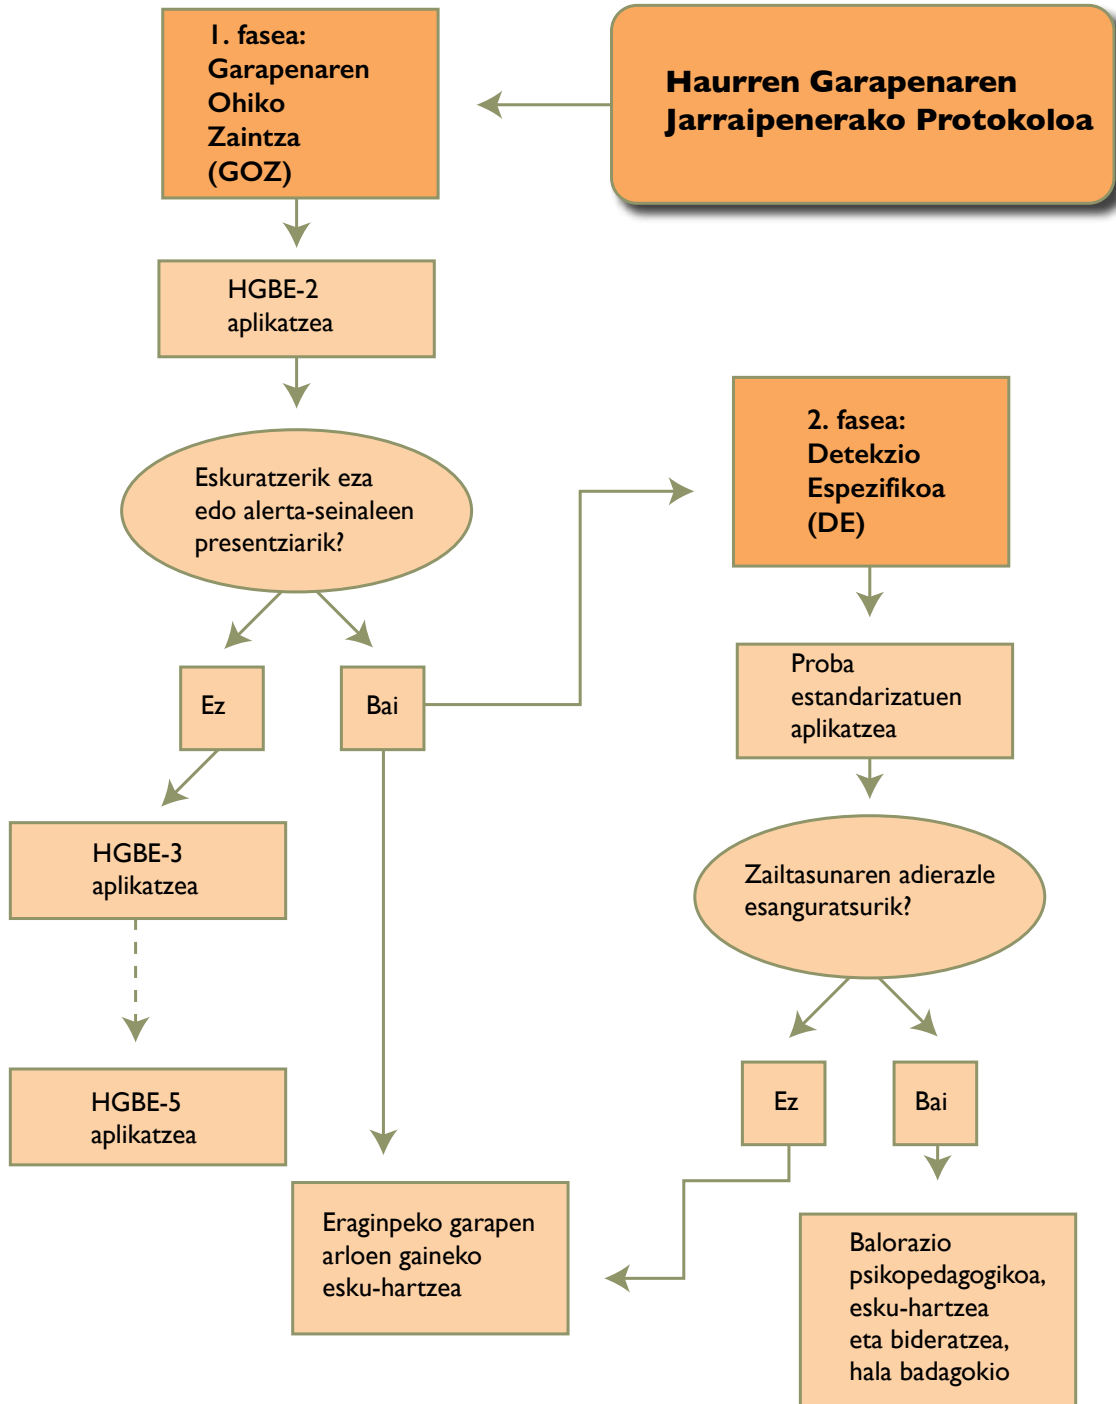 Haurren Garapenaren
Jarraipenerako Protokoloa
1. fasea:
Garapenaren
Ohiko
Zaintza
(GOZ)
HGBE-2
aplikatzea
Eskuratzerik eza
edo alerta-seinaleen
presentziarik?
Ez
Bai
HGBE-3
aplikatzea
HGBE-5
aplikatzea
Eraginpeko garapen
arloen gaineko
esku-hartzea
2. fasea:
Detekzio
Espezifikoa
(DE)
Proba
estandarizatuen
aplikatzea
Zailtasunaren adierazle
esanguratsurik?
Ez
Bai
Balorazio
psikopedagogikoa,
esku-hartzea
eta bideratzea,
hala badagokio